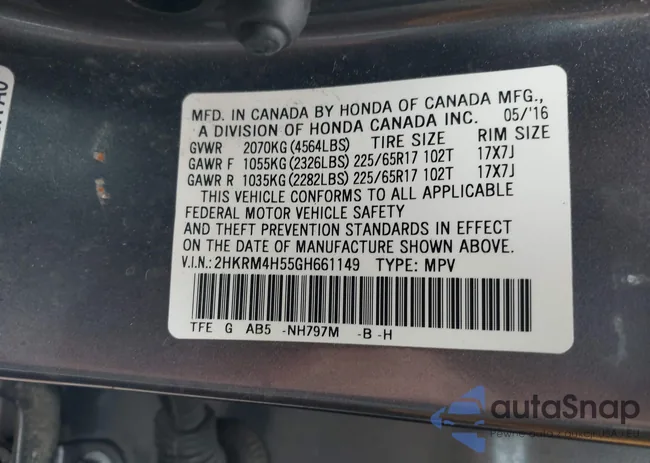 MFD. IN CANADA BY HONDA OF CANADA MFG.,
A DIVISION OF HONDA CANADA INC. 05/'16
GVWR 2070KG(4564LBS) TIRE SIZE RIM SIZE
GAWR F 1055KG(2326LBS) 225/65R17 102T 17X7J
GAWR R 1035KG(2282LBS) 225/65R17 102T 17X7J
THIS VEHICLE CONFORMS TO ALL APPLICABLE
FEDERAL MOTOR VEHICLE SAFETY
AND THEFT PREVENTION STANDARDS IN EFFECT
ON THE DATE OF MANUFACTURE SHOWN ABOVE.
V.I.N.:2HKRM4H55GH661149 TYPE: MPV
TFE G AB5 -NH797M -B -H
autoSnap